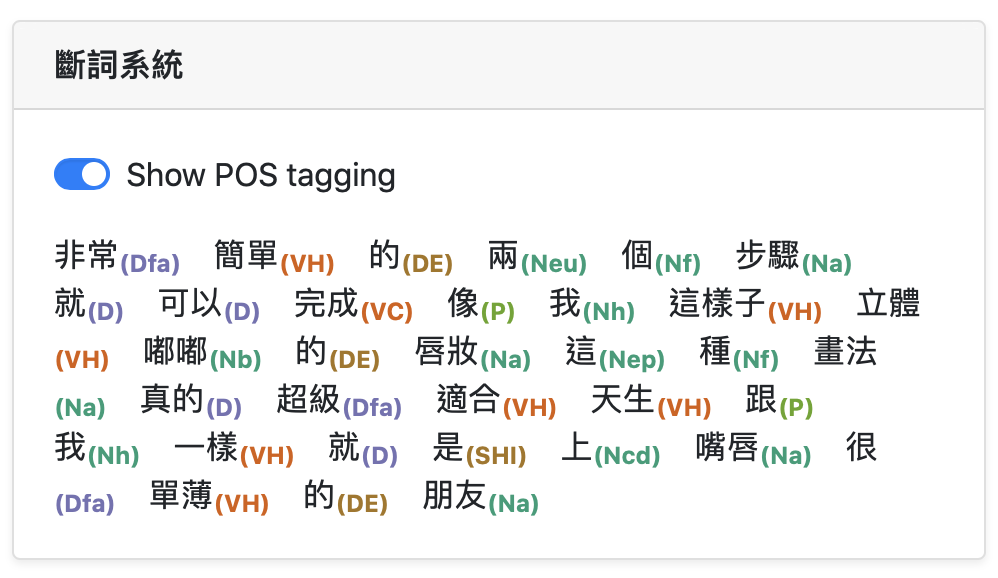 斷詞系統
Show POS tagging
非常(Dfa) 簡單(VH) 的(DE) 兩(Neu) 個(Nf) 步驟(Na)
就(D) 可以(D) 完成(VC) 像(P) 我(Nh) 這樣子(VH) 立體
(VH) 嘟嘟(Nb) 的(DE) 唇妝(Na) 這(Nep) 種(Nf) 畫法
(Na) 真的(D) 超級(Dfa) 適合(VH) 天生(VH) 跟(P)
我(Nh) 一樣(VH) 就(D) 是(SHI) 上(Ncd) 嘴唇(Na) 很
(Dfa) 單薄(VH) 的(DE) 朋友(Na)